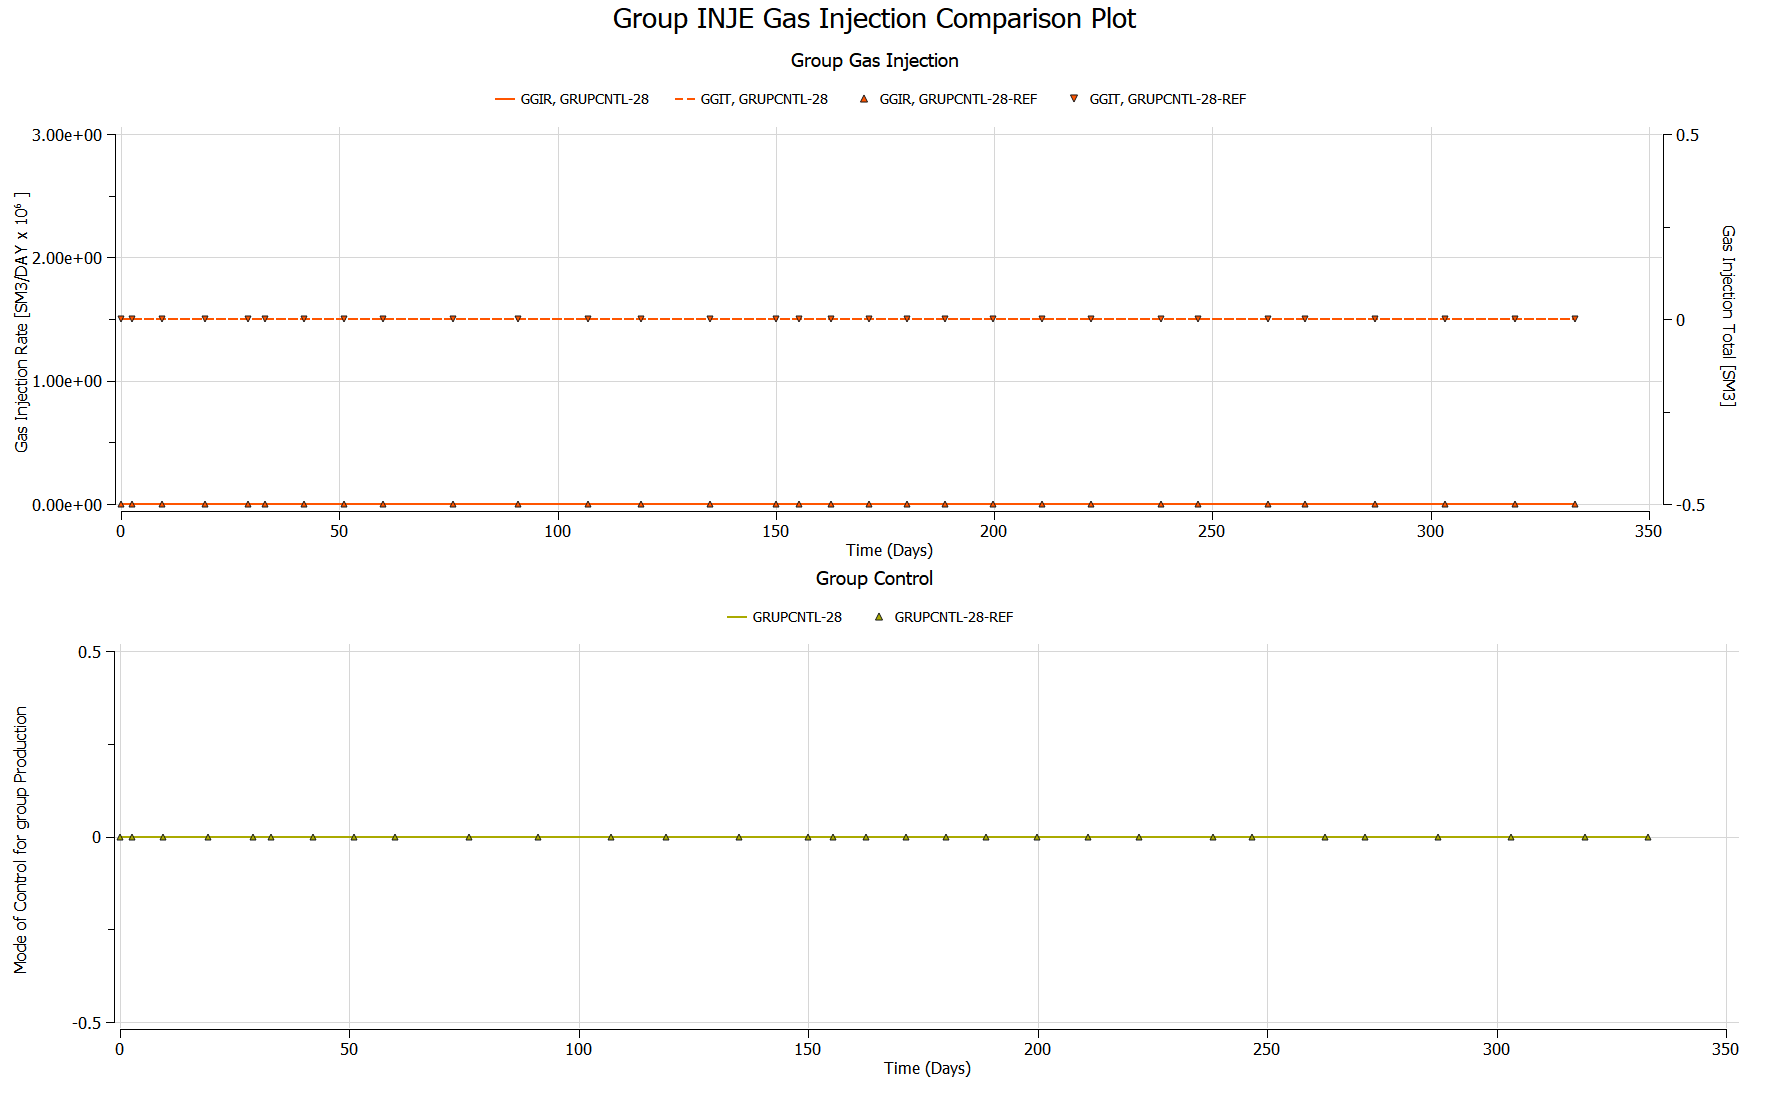 Group INJE Gas Injection Comparison Plot
Group Gas Injection
GGIR, GRUPCNTL-28 GGIT, GRUPCNTL-28 GGIR, GRUPCNTL-28-REF GGIT, GRUPCNTL-28-REF
Gas Injection Rate [SM3/DAY x 10⁶ ]
3.00e+00
2.00e+00
1.00e+00
0.00e+00
0.5
0
-0.5
Gas Injection Total [SM3]
0 50 100 150 200 250 300 350
Time (Days)
Group Control
GRUPCNTL-28 GRUPCNTL-28-REF
Mode of Control for group Production
0.5
0
-0.5
0 50 100 150 200 250 300 350
Time (Days)